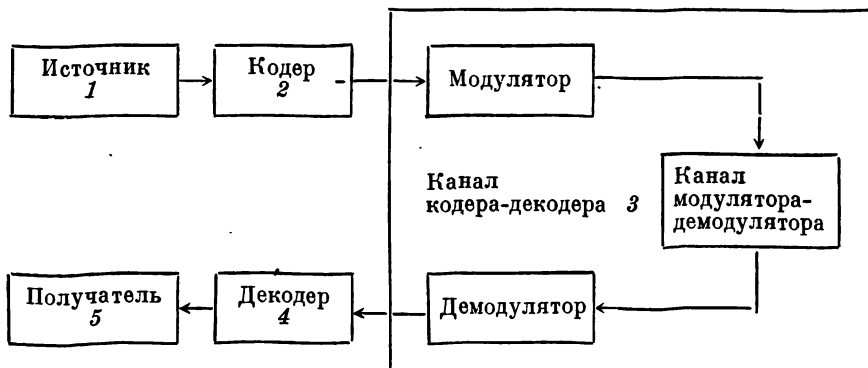 Источник
1
Кодер
2
Модулятор
Канал
кодера-декодера 3
Канал
модулятора-
демодулятора
Получатель
5
Декодер
4
Демодулятор